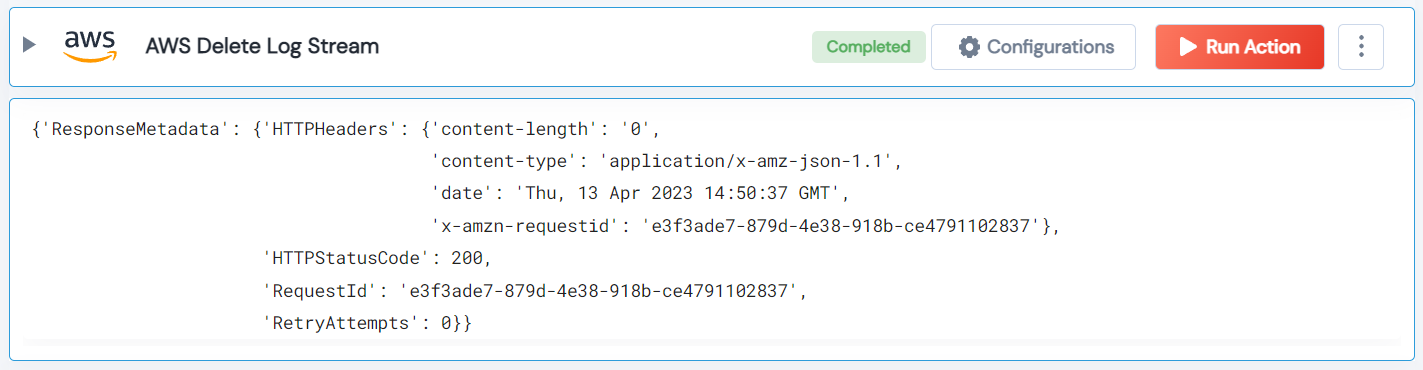 aws AWS Delete Log Stream Completed Configurations Run Action
{'ResponseMetadata': {'HTTPHeaders': {'content-length': '0',
'content-type': 'application/x-amz-json-1.1',
'date': 'Thu, 13 Apr 2023 14:50:37 GMT',
'x-amzn-requestid': 'e3f3ade7-879d-4e38-918b-ce4791102837'},
'HTTPStatusCode': 200,
'RequestId': 'e3f3ade7-879d-4e38-918b-ce4791102837',
'RetryAttempts': 0}}